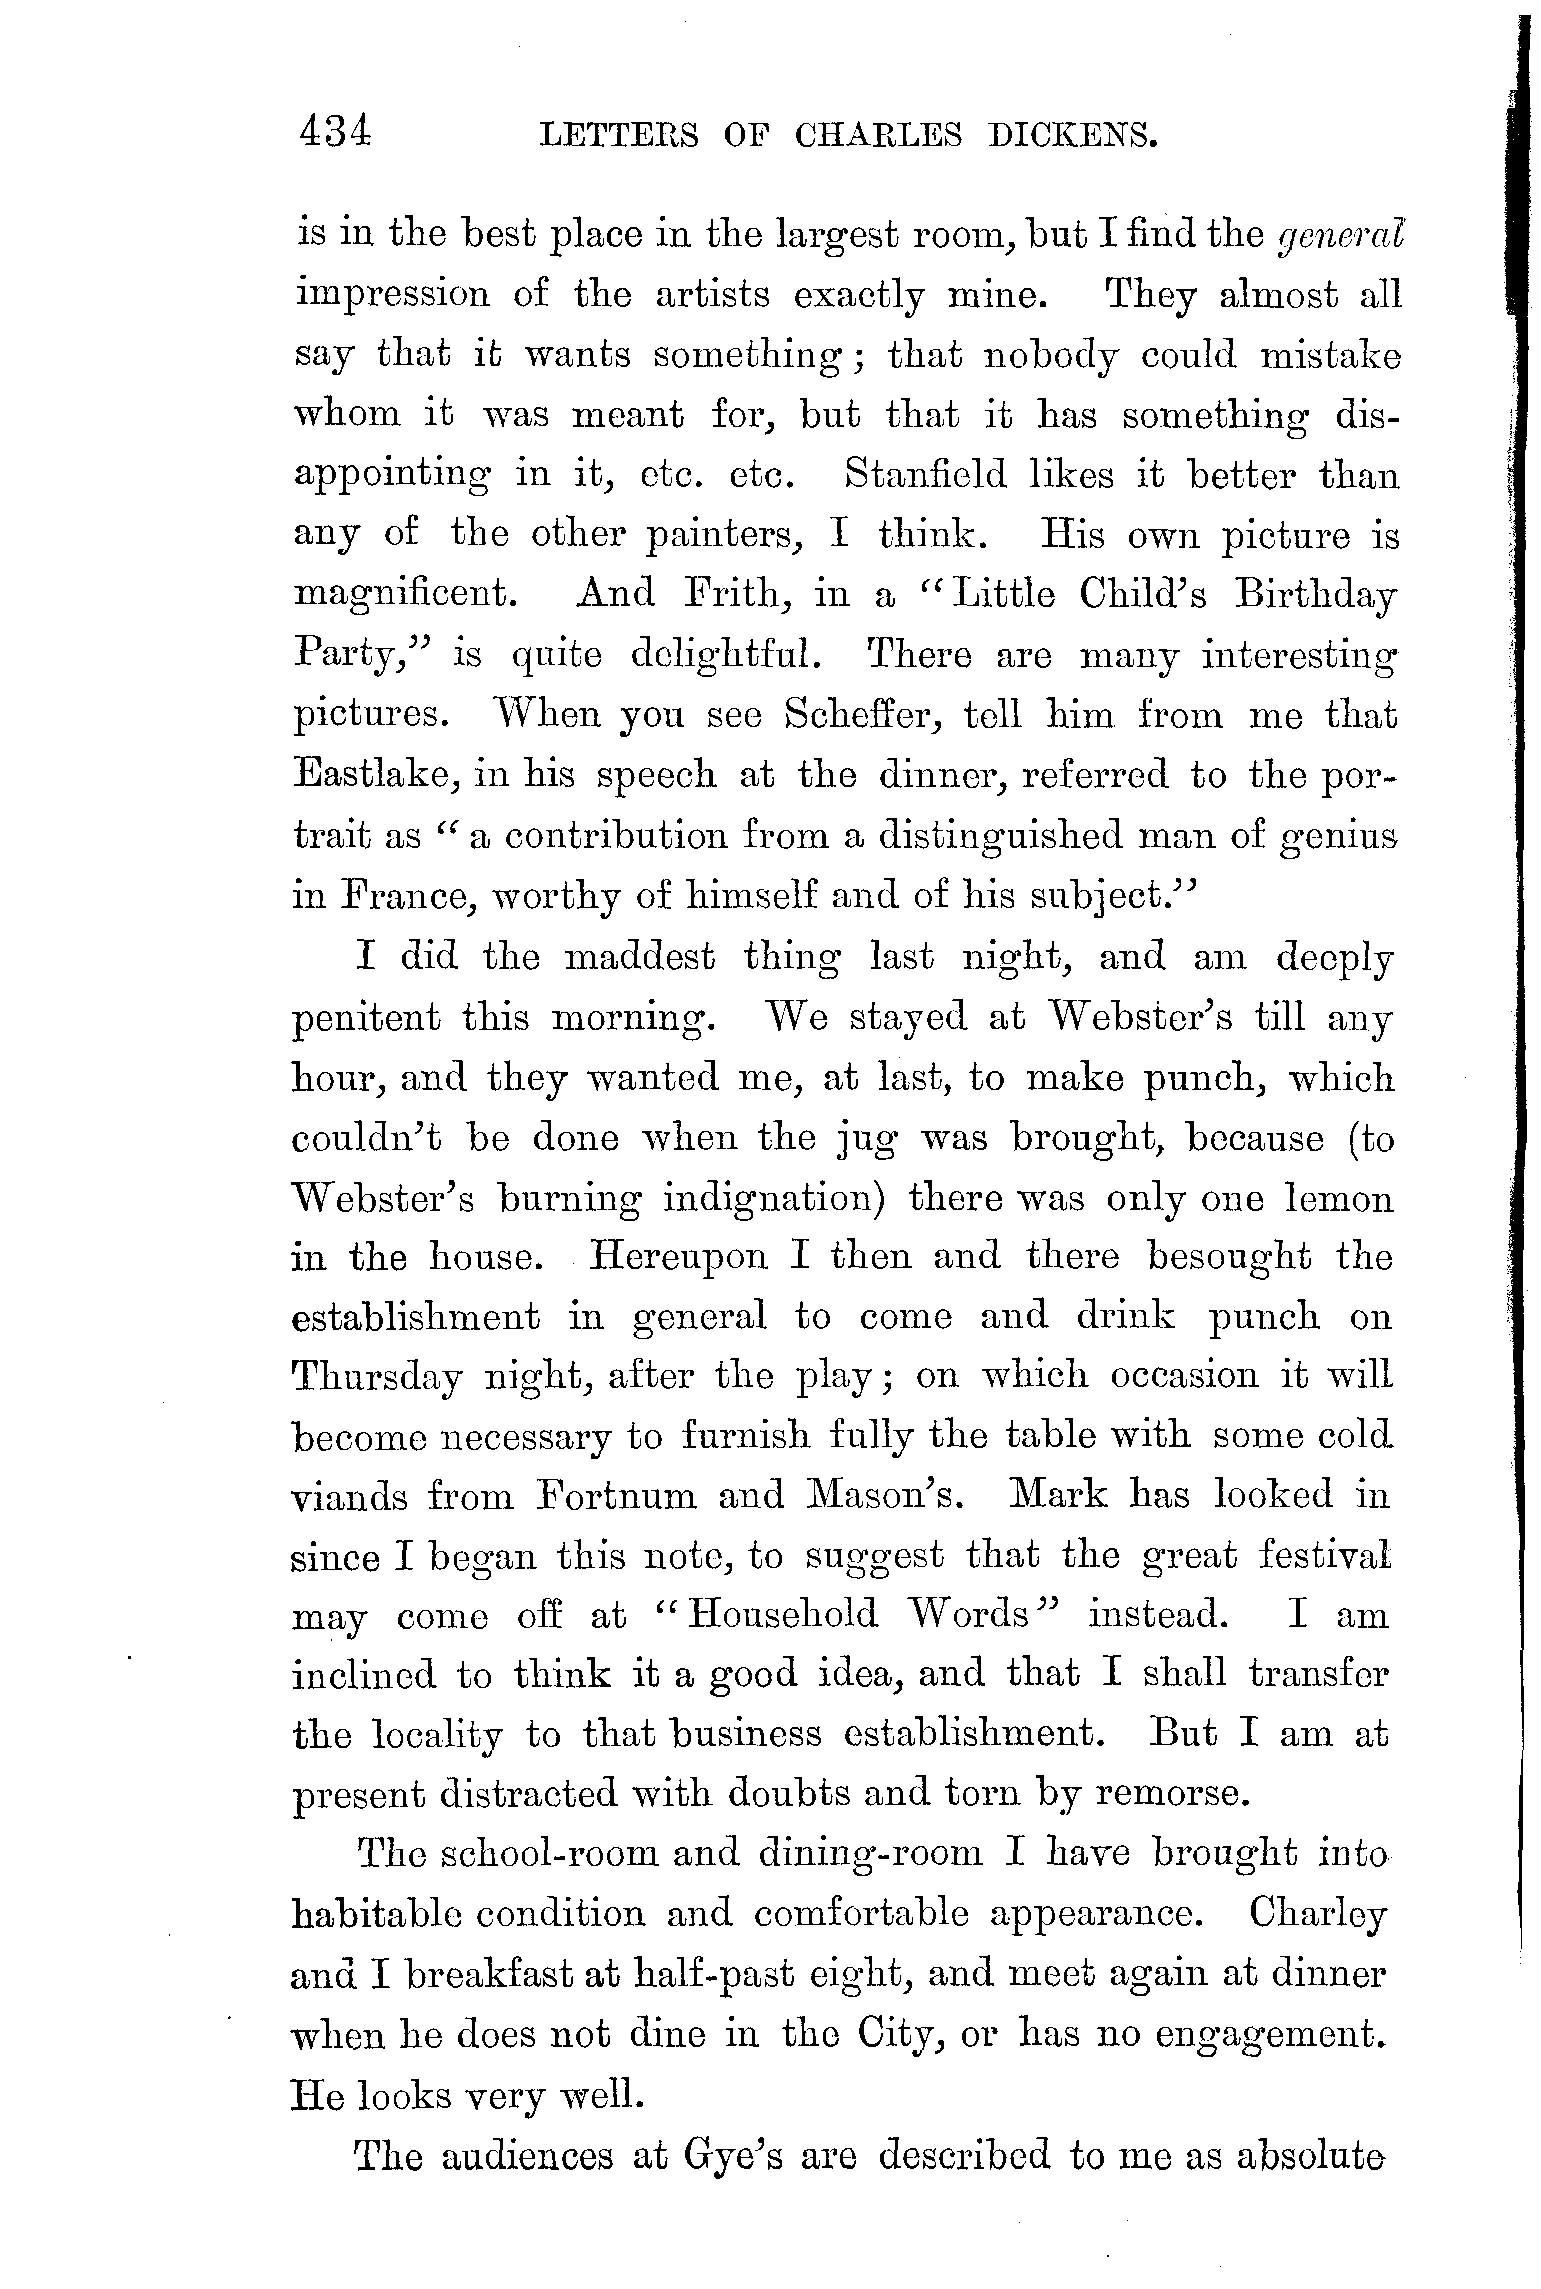 434 LETTERS OF CHARLES DICKENS.
is in the best place in the largest room, but I find the general
impression of the artists exactly mine. They almost all
say that it wants something; that nobody could mistake
whom it was meant for, but that it has something dis-
appointing in it, etc. etc. Stanfield likes it better than
any of the other painters, I think. His own picture is
magnificent. And Frith, in a "Little Child's Birthday
Party," is quite delightful. There are many interesting
pictures. When you see Scheffer, tell him from me that
Eastlake, in his speech at the dinner, referred to the por-
trait as "a contribution from a distinguished man of genius
in France, worthy of himself and of his subject."
I did the maddest thing last night, and am deeply
penitent this morning. We stayed at Webster's till any
hour, and they wanted me, at last, to make punch, which
couldn't be done when the jug was brought, because (to
Webster's burning indignation) there was only one lemon
in the house. Hereupon I then and there besought the
establishment in general to come and drink punch on
Thursday night, after the play; on which occasion it will
become necessary to furnish fully the table with some cold
viands from Fortnum and Mason's. Mark has looked in
since I began this note, to suggest that the great festival
may come off at "Household Words" instead. I am
inclined to think it a good idea, and that I shall transfer
the locality to that business establishment. But I am at
present distracted with doubts and torn by remorse.
The school-room and dining-room I have brought into
habitable condition and comfortable appearance. Charley
and I breakfast at half-past eight, and meet again at dinner
when he does not dine in the City, or has no engagement.
He looks very well.
The audiences at Gye's are described to me as absolute